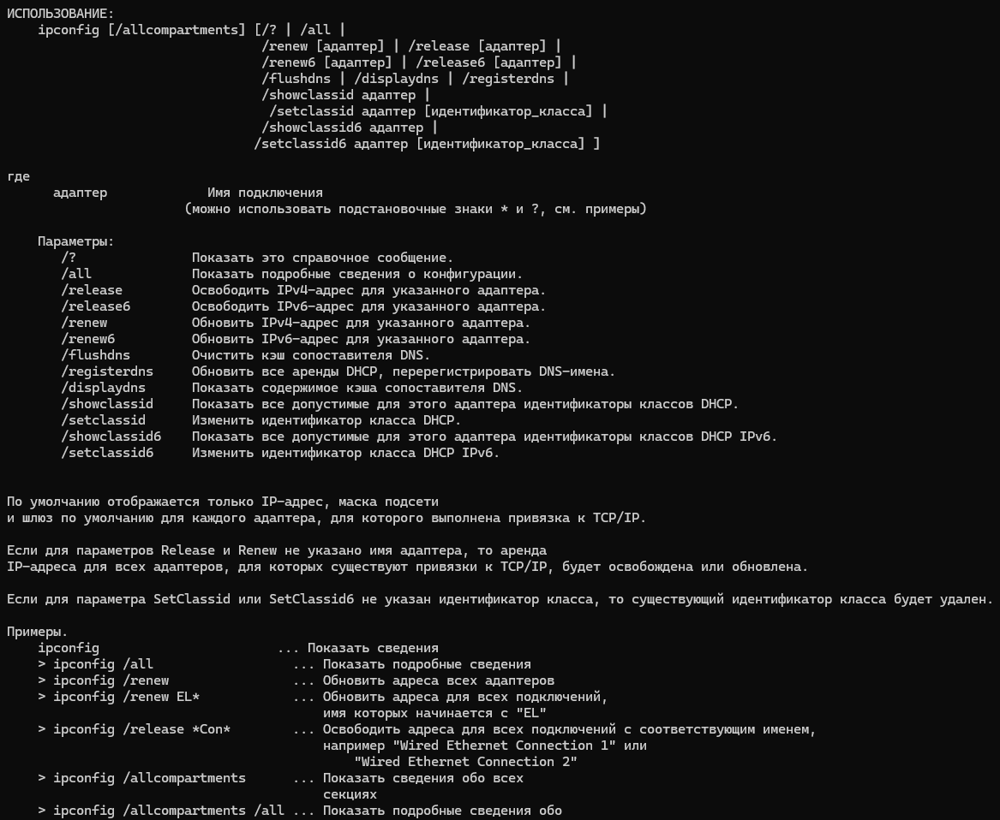 ИСПОЛЬЗОВАНИЕ:
    ipconfig [/allcompartments] [/? | /all |
                                 /renew [адаптер] | /release [адаптер] |
                                 /renew6 [адаптер] | /release6 [адаптер] |
                                 /flushdns | /displaydns | /registerdns |
                                 /showclassid адаптер |
                                  /setclassid адаптер [идентификатор_класса] |
                                 /showclassid6 адаптер |
                                /setclassid6 адаптер [идентификатор_класса] ]

где
      адаптер             Имя подключения
                       (можно использовать подстановочные знаки * и ?, см. примеры)

    Параметры:
       /?               Показать это справочное сообщение.
       /all             Показать подробные сведения о конфигурации.
       /release         Освободить IPv4-адрес для указанного адаптера.
       /release6        Освободить IPv6-адрес для указанного адаптера.
       /renew           Обновить IPv4-адрес для указанного адаптера.
       /renew6          Обновить IPv6-адрес для указанного адаптера.
       /flushdns        Очистить кэш сопоставителя DNS.
       /registerdns     Обновить все аренды DHCP, перерегистрировать DNS-имена.
       /displaydns      Показать содержимое кэша сопоставителя DNS.
       /showclassid     Показать все допустимые для этого адаптера идентификаторы классов DHCP.
       /setclassid      Изменить идентификатор класса DHCP.
       /showclassid6    Показать все допустимые для этого адаптера идентификаторы классов DHCP IPv6.
       /setclassid6     Изменить идентификатор класса DHCP IPv6.


По умолчанию отображается только IP-адрес, маска подсети
и шлюз по умолчанию для каждого адаптера, для которого выполнена привязка к TCP/IP.

Если для параметров Release и Renew не указано имя адаптера, то аренда
IP-адреса для всех адаптеров, для которых существуют привязки к TCP/IP, будет освобождена или обновлена.

Если для параметра SetClassid или SetClassid6 не указан идентификатор класса, то существующий идентификатор класса будет удален.

Примеры.
    ipconfig                       ... Показать сведения
    > ipconfig /all                  ... Показать подробные сведения
    > ipconfig /renew                ... Обновить адреса всех адаптеров
    > ipconfig /renew EL*            ... Обновить адреса для всех подключений,
                                         имя которых начинается с "EL"
    > ipconfig /release *Con*        ... Освободить адреса для всех подключений с соответствующим именем,
                                         например "Wired Ethernet Connection 1" или
                                             "Wired Ethernet Connection 2"
    > ipconfig /allcompartments      ... Показать сведения обо всех
                                         секциях
    > ipconfig /allcompartments /all ... Показать подробные сведения обо